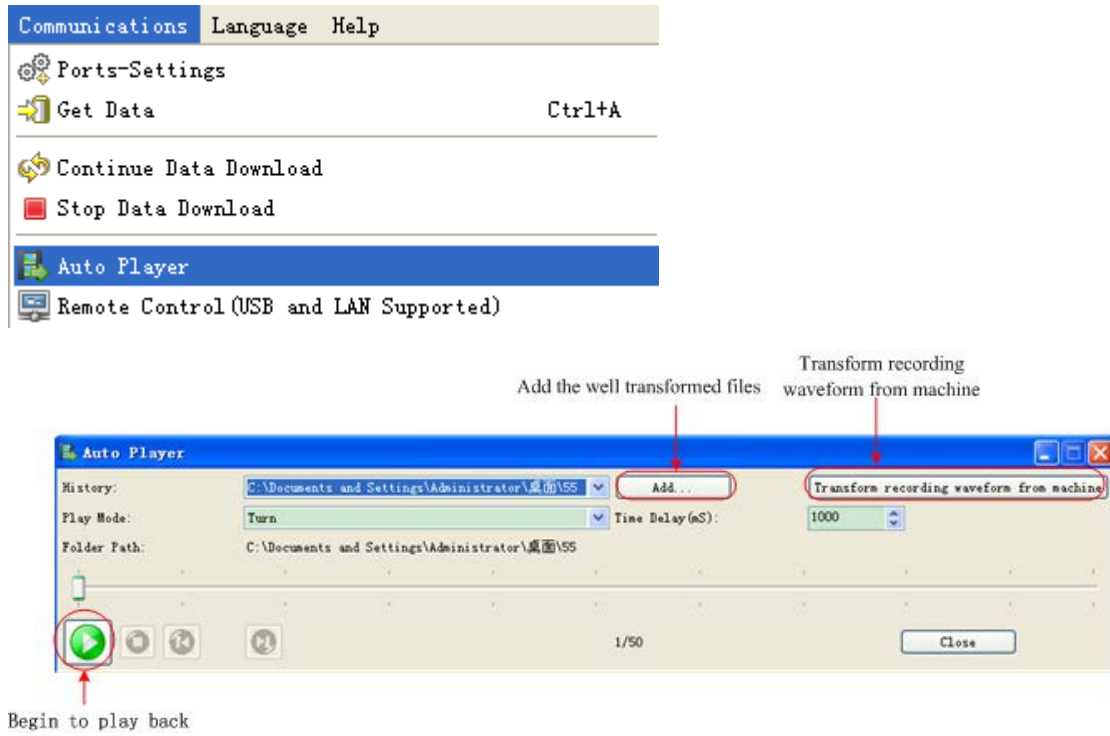 Communications Language Help
Ports-Settings
Get Data Ctrl+A
Continue Data Download
Stop Data Download
Auto Player
Remote Control(USB and LAN Supported)
Transform recording
waveform from machine
Add the well transformed files
Auto Player
History: C:\Documents and Settings\Administrator\桌面\55 Add... Transform recording waveform from machine
Play Mode: Turn Time Delay(mS): 1000
Folder Path: C:\Documents and Settings\Administrator\桌面\55
1/50 Close
Begin to play back